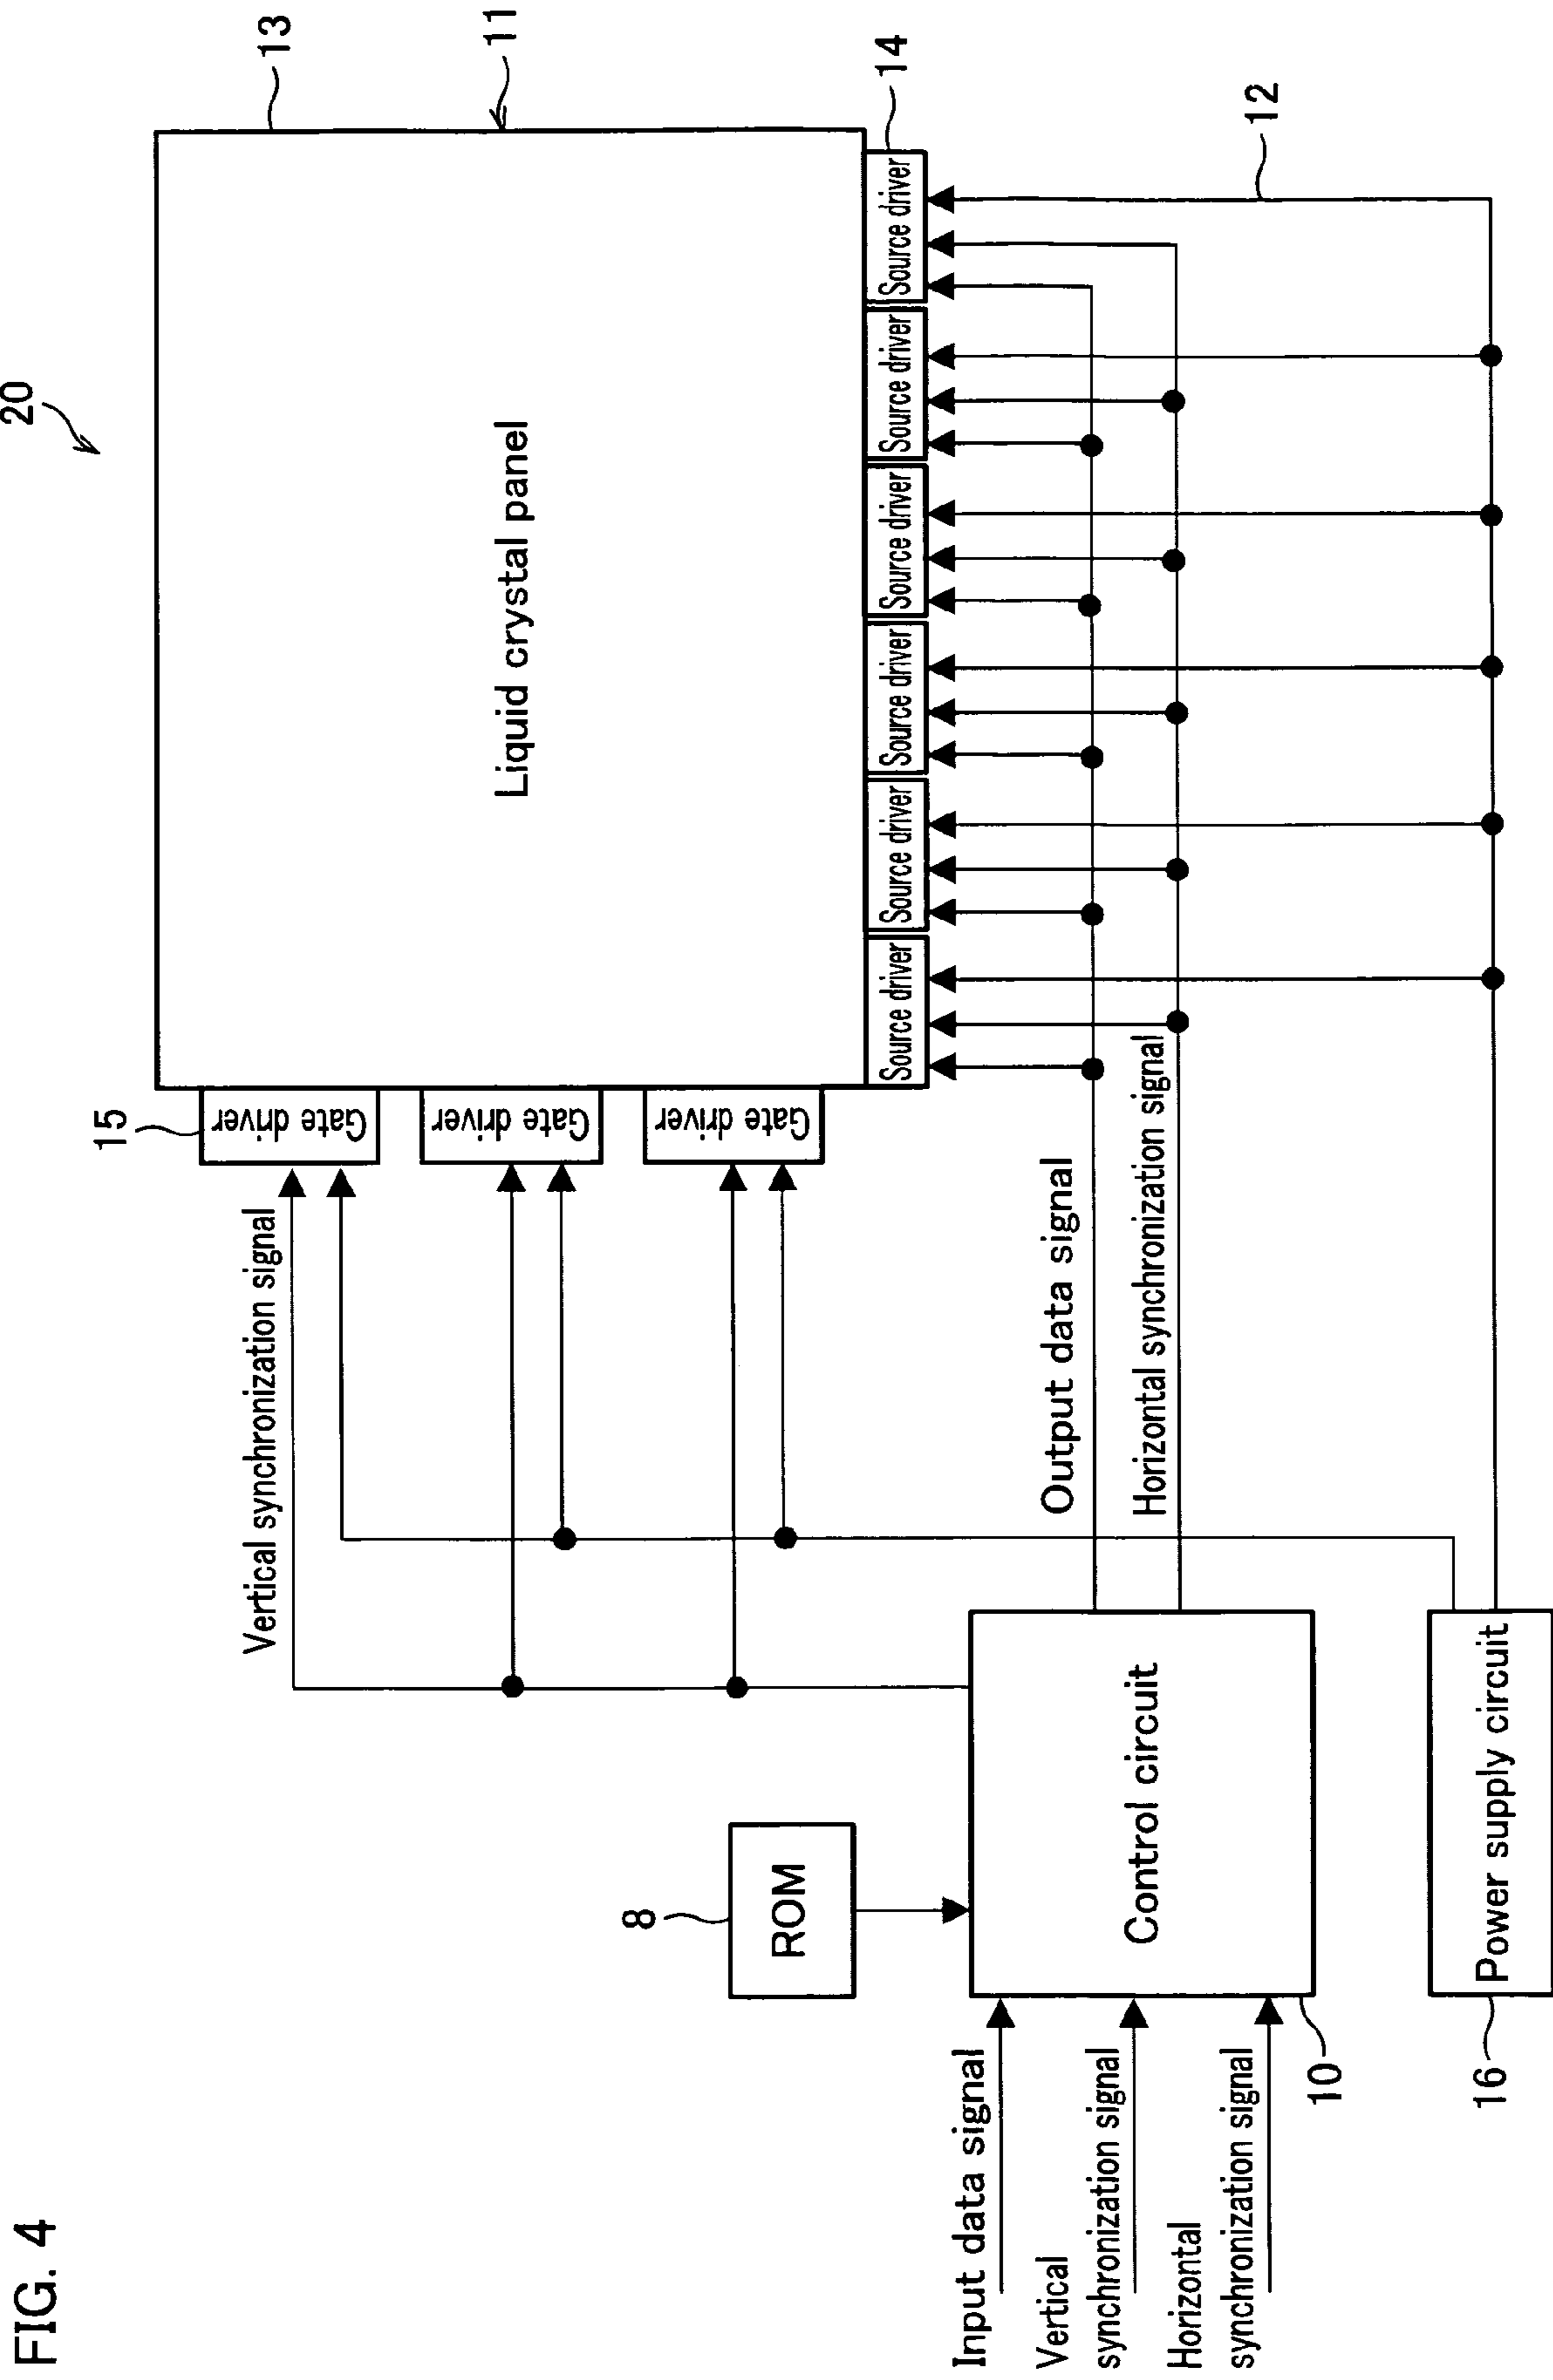 FIG. 4
20
13
11
Liquid crystal panel
15
Gate driver
Gate driver
Gate driver
Source driver
Source driver
Source driver
Source driver
Source driver
Source driver
14
12
Vertical synchronization signal
Output data signal
Horizontal synchronization signal
8
ROM
Control circuit
10
Input data signal
Vertical
synchronization signal
Horizontal
synchronization signal
Power supply circuit
16